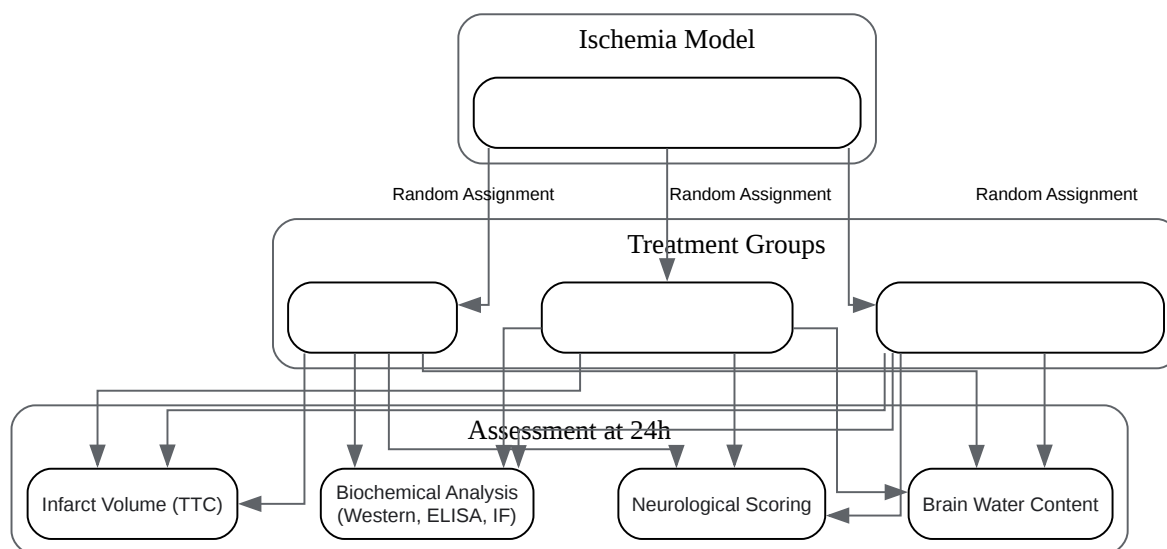 Ischemia Model
Random Assignment
Random Assignment
Random Assignment
Treatment Groups
Assessment at 24h
Infarct Volume (TTC)
Biochemical Analysis
(Western, ELISA, IF)
Neurological Scoring
Brain Water Content